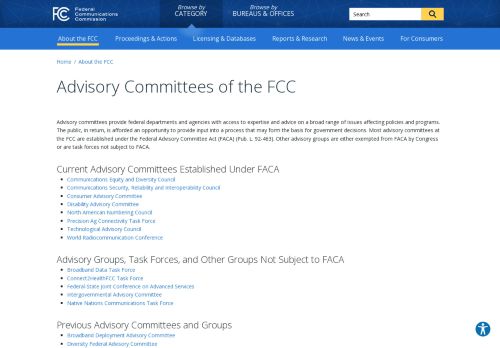 FCC
Federal
Communications
Commission
Browse by
CATEGORY
Browse by
BUREAUS & OFFICES
Search
About the FCC
Proceedings & Actions
Licensing & Databases
Reports & Research
News & Events
For Consumers
Home / About the FCC
Advisory Committees of the FCC
Advisory committees provide federal departments and agencies with access to expertise and advice on a broad range of issues affecting policies and programs.
The public, in return, is afforded an opportunity to provide input into a process that may form the basis for government decisions. Most advisory committees at
the FCC are established under the Federal Advisory Committee Act (FACA) (Pub. L. 92-463). Other advisory groups are either exempted from FACA by Congress
or are task forces not subject to FACA.
Current Advisory Committees Established Under FACA
Communications Equity and Diversity Council
Communications Security, Reliability and Interoperability Council
Consumer Advisory Committee
Disability Advisory Committee
North American Numbering Council
Precision Ag Connectivity Task Force
Technological Advisory Council
World Radiocommunication Conference
Advisory Groups, Task Forces, and Other Groups Not Subject to FACA
Broadband Data Task Force
Connect2HealthFCC Task Force
Federal-State Joint Conference on Advanced Services
Intergovernmental Advisory Committee
Native Nations Communications Task Force
Previous Advisory Committees and Groups
Broadband Deployment Advisory Committee
Diversity Federal Advisory Committee